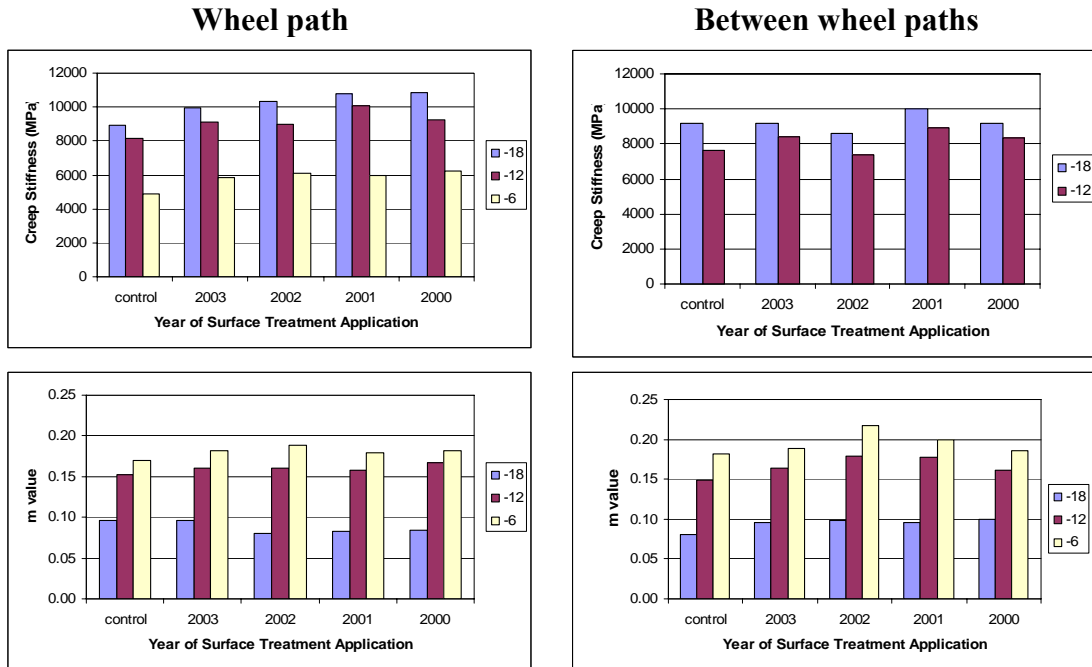 Wheel path
Between wheel paths
12000
10000
8000
6000
4000
2000
0
Creep Stiffness (MPa)
control 2003 2002 2001 2000
Year of Surface Treatment Application
-18
-12
-6
12000
10000
8000
6000
4000
2000
0
Creep Stiffness (MPa)
control 2003 2002 2001 2000
Year of Surface Treatment Application
-18
-12
0.25
0.20
0.15
0.10
0.05
0.00
m value
control 2003 2002 2001 2000
Year of Surface Treatment Application
-18
-12
-6
0.25
0.20
0.15
0.10
0.05
0.00
m value
control 2003 2002 2001 2000
Year of Surface Treatment Application
-18
-12
-6